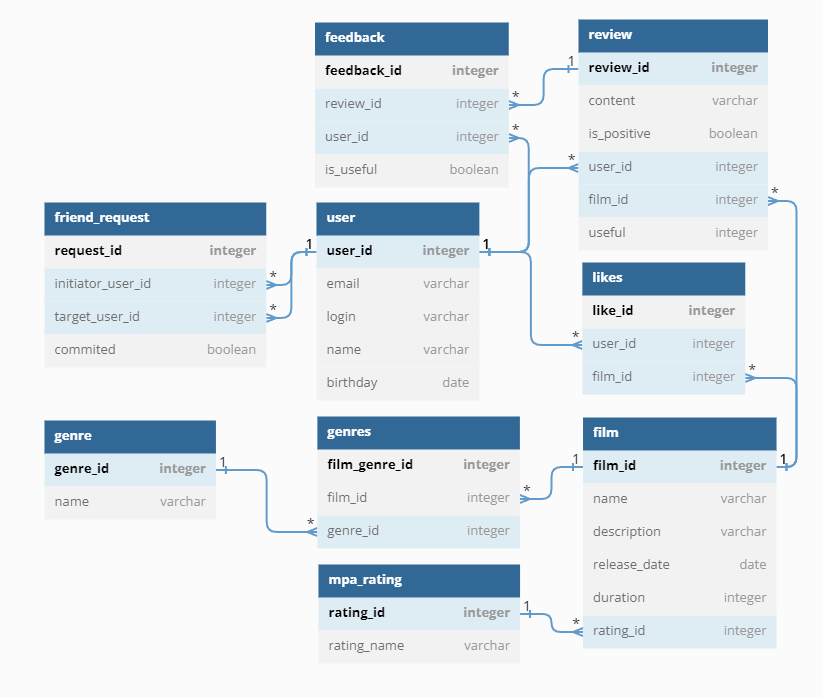 feedback
feedback_id integer
review_id integer
user_id integer
is_useful boolean
review
review_id integer
content varchar
is_positive boolean
user_id integer
film_id integer
useful integer
friend_request
request_id integer
initiator_user_id integer
target_user_id integer
commited boolean
user
user_id integer
email varchar
login varchar
name varchar
birthday date
likes
like_id integer
user_id integer
film_id integer
genre
genre_id integer
name varchar
genres
film_genre_id integer
film_id integer
genre_id integer
film
film_id integer
name varchar
description varchar
release_date date
duration integer
rating_id integer
mpa_rating
rating_id integer
rating_name varchar
1
*
*
*
*
1
1
*
*
*
*
1
*
1
1
*
1
*